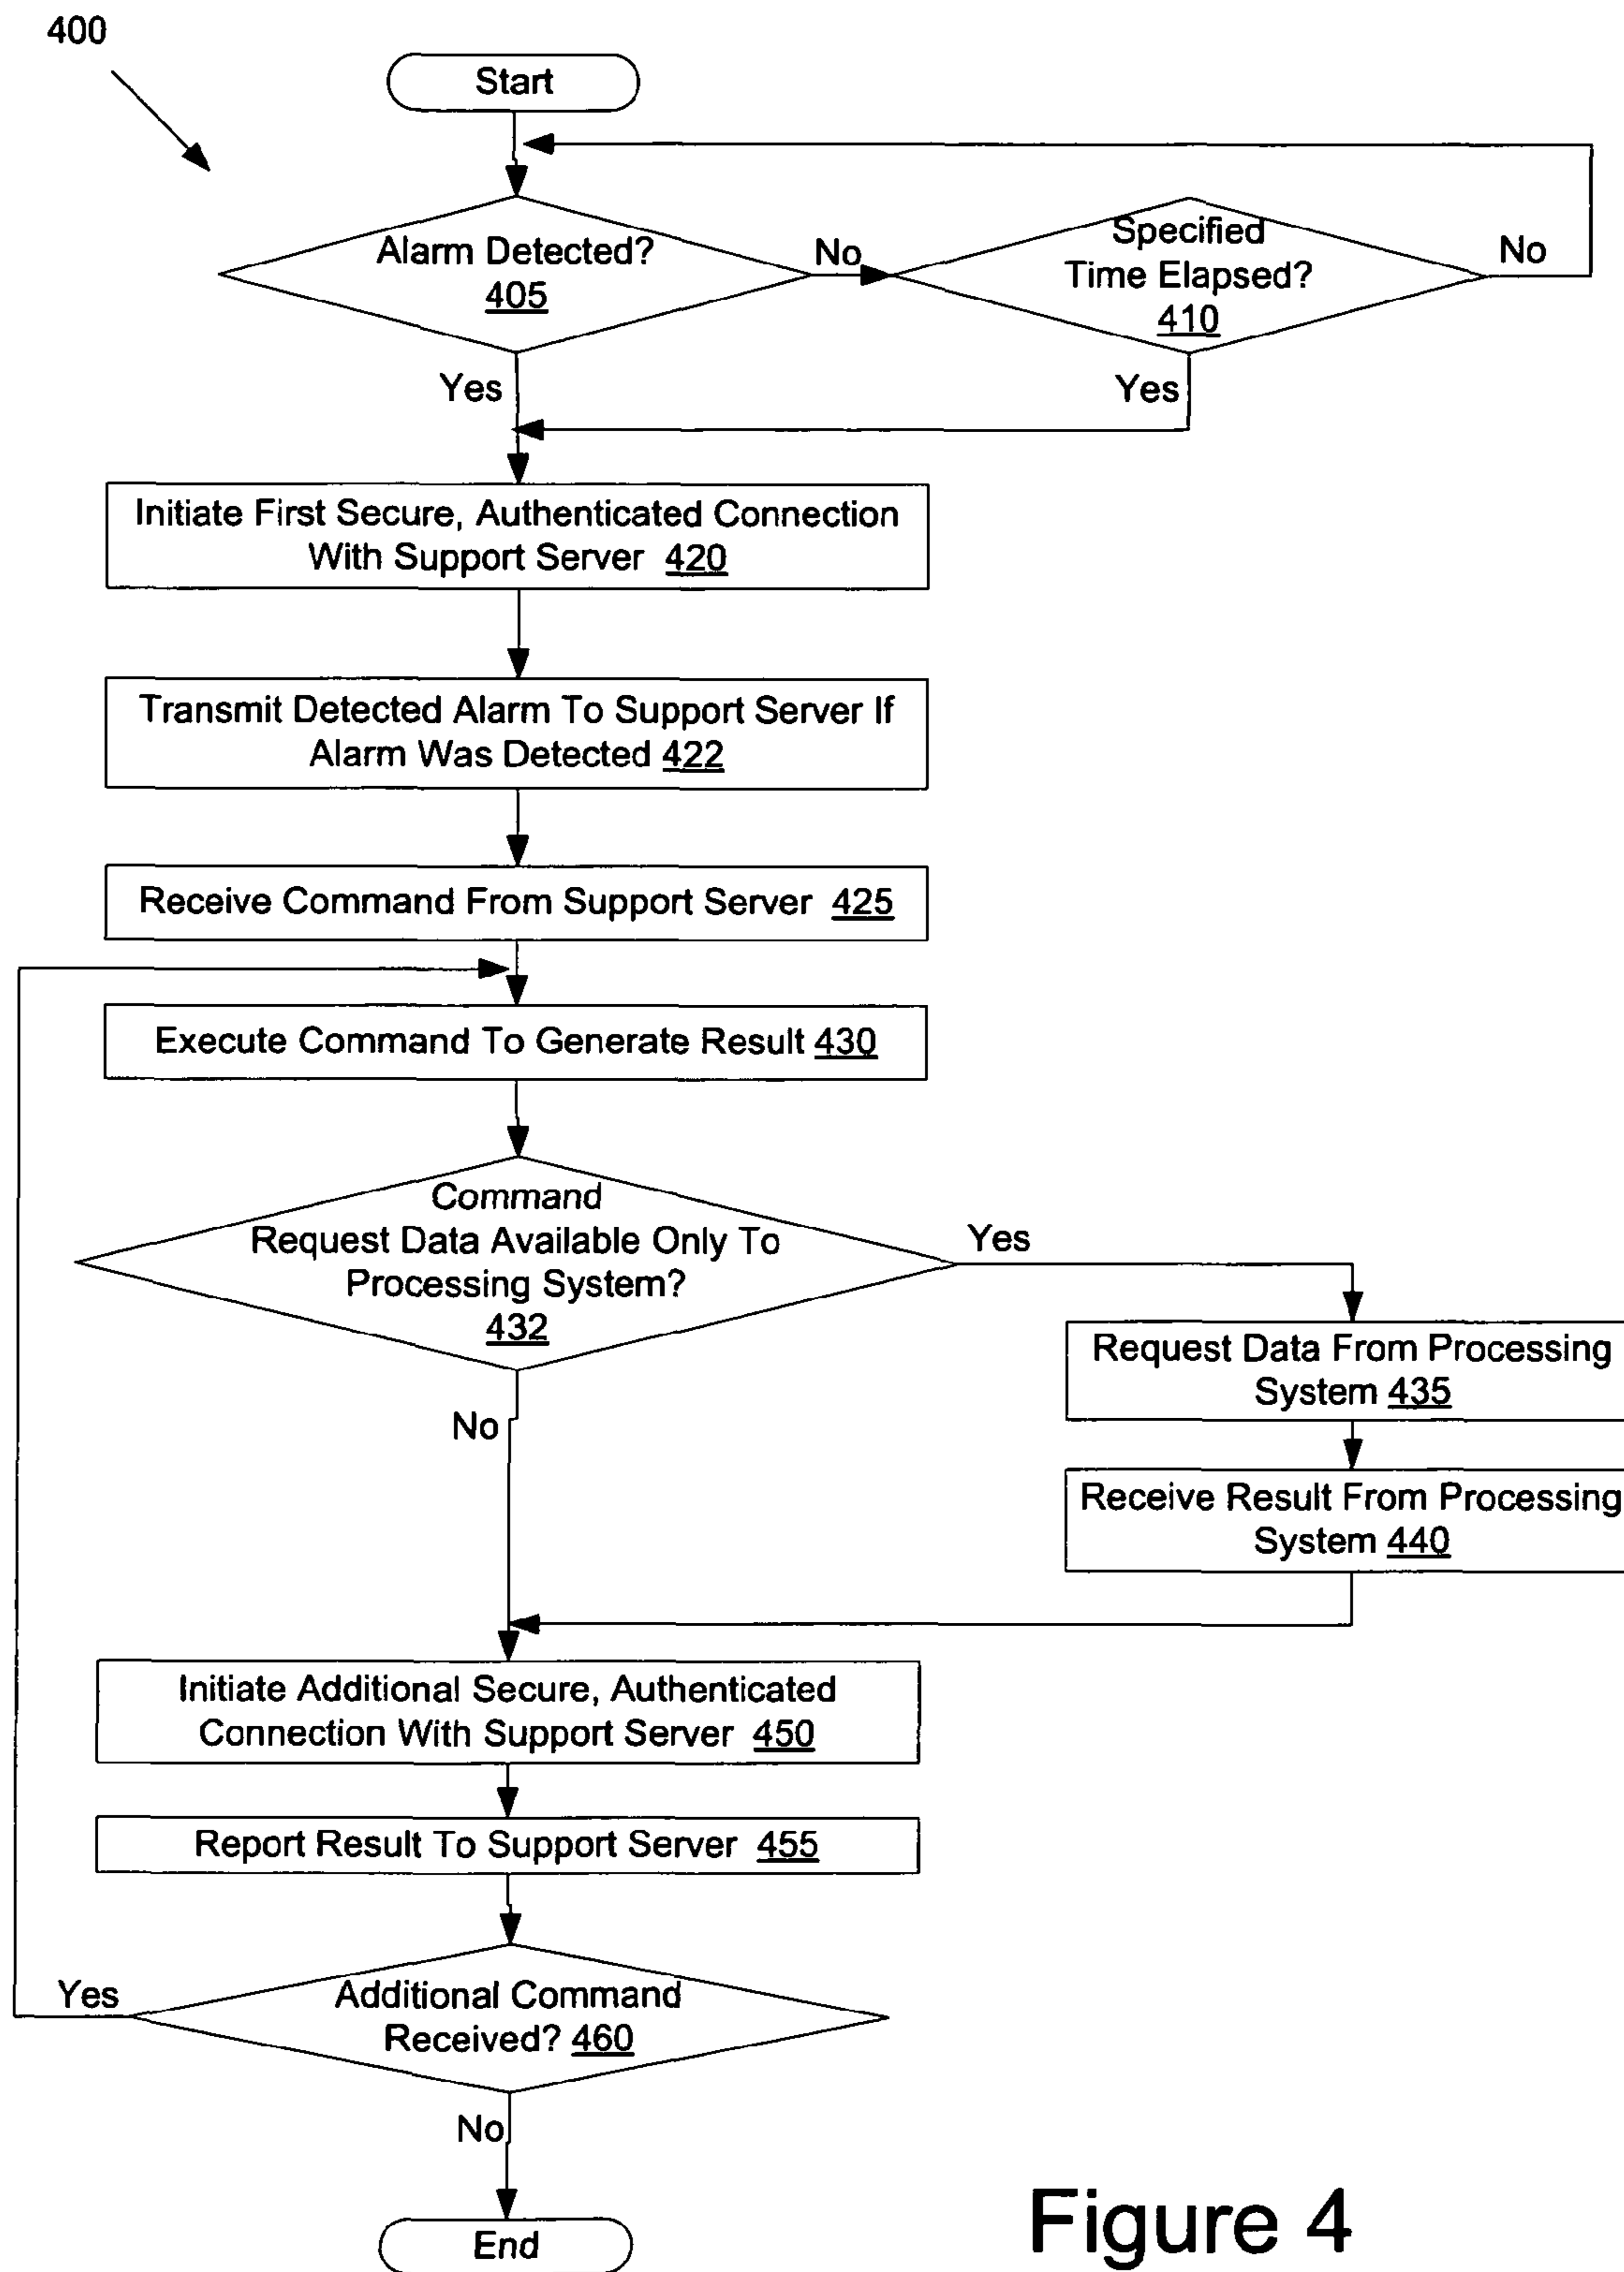 400
Start
Alarm Detected?
405
No
Specified
Time Elapsed?
410
No
Yes
Yes
Initiate First Secure, Authenticated Connection
With Support Server 420
Transmit Detected Alarm To Support Server If
Alarm Was Detected 422
Receive Command From Support Server 425
Execute Command To Generate Result 430
Command
Request Data Available Only To
Processing System?
432
Yes
Request Data From Processing
System 435
No
Receive Result From Processing
System 440
Initiate Additional Secure, Authenticated
Connection With Support Server 450
Report Result To Support Server 455
Yes
Additional Command
Received? 460
No
End
Figure 4